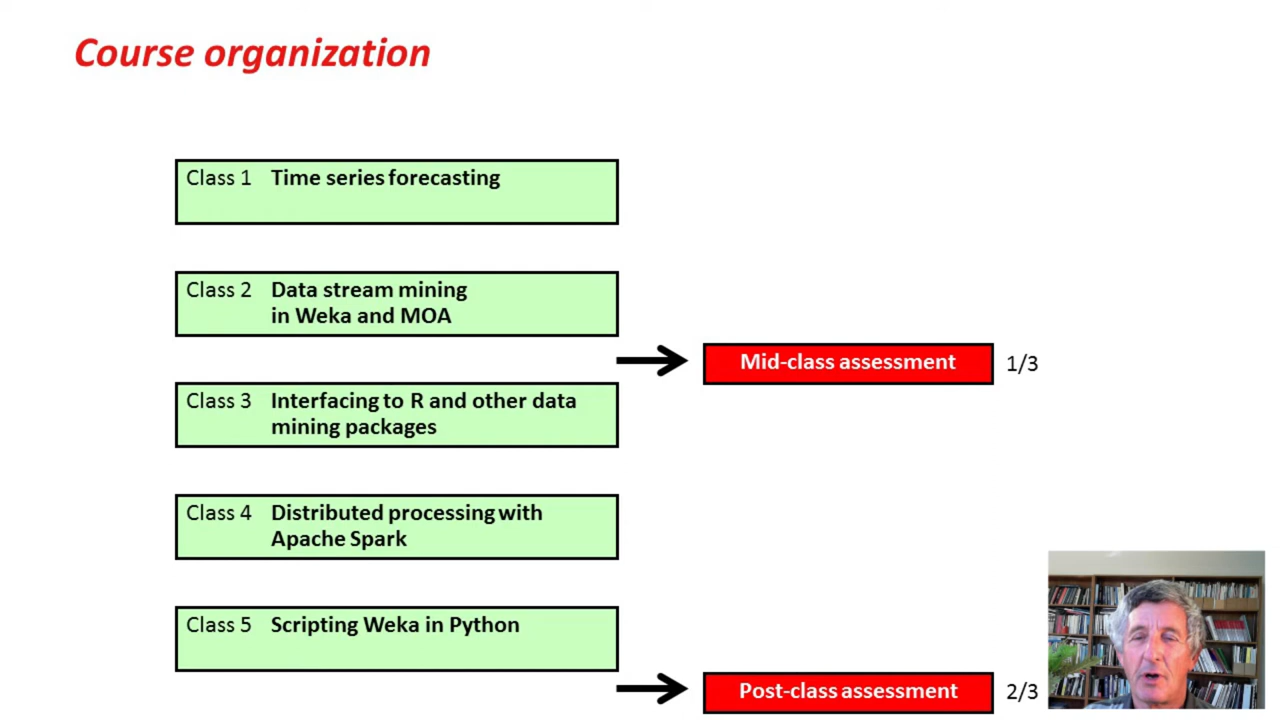 Course organization
Class 1 Time series forecasting
Class 2 Data stream mining
in Weka and MOA
Mid-class assessment 1/3
Class 3 Interfacing to R and other data
mining packages
Class 4 Distributed processing with
Apache Spark
Class 5 Scripting Weka in Python
Post-class assessment 2/3